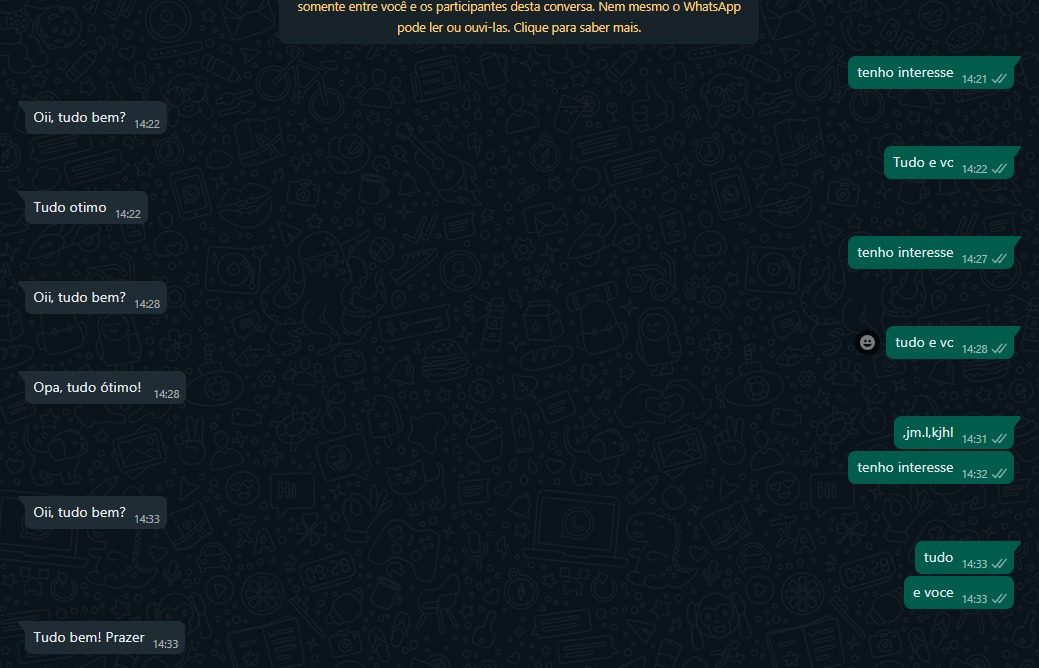 somente entre você e os participantes desta conversa. Nem mesmo o WhatsApp
pode ler ou ouvi-las. Clique para saber mais.
tenho interesse 14:21
Oii, tudo bem? 14:22
Tudo e vc 14:22
Tudo otimo 14:22
tenho interesse 14:27
Oii, tudo bem? 14:28
tudo e vc 14:28
Opa, tudo ótimo! 14:28
,jm.l,kjhl 14:31
tenho interesse 14:32
Oii, tudo bem? 14:33
tudo 14:33
e voce 14:33
Tudo bem! Prazer 14:33